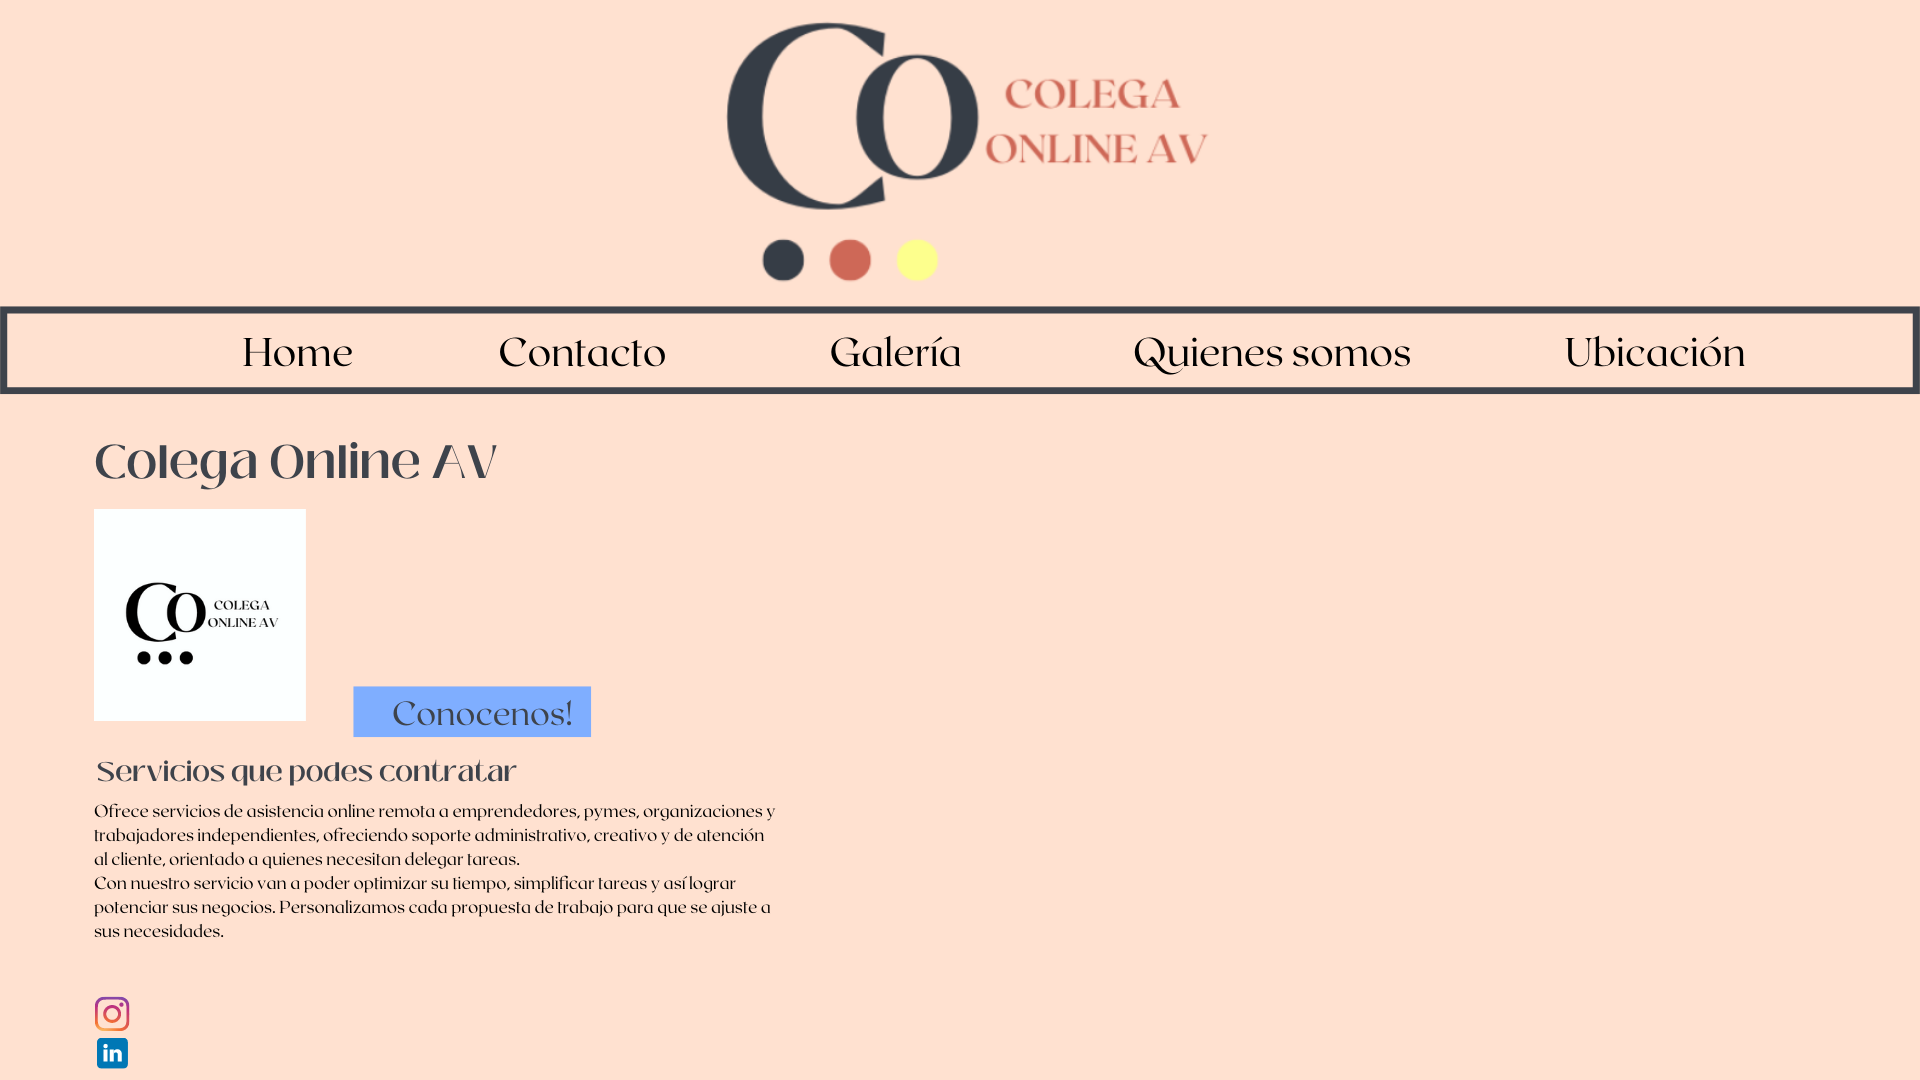 Co
COLEGA
ONLINE AV
Home Contacto Galería Quienes somos Ubicación
Colega Online AV
Co
COLEGA
ONLINE AV
Conocenos!
Servicios que podes contratar
Ofrece servicios de asistencia online remota a emprendedores, pymes, organizaciones y
trabajadores independientes, ofreciendo soporte administrativo, creativo y de atención
al cliente, orientado a quienes necesitan delegar tareas.
Con nuestro servicio van a poder optimizar su tiempo, simplificar tareas y así lograr
potenciar sus negocios. Personalizamos cada propuesta de trabajo para que se ajuste a
sus necesidades.
in